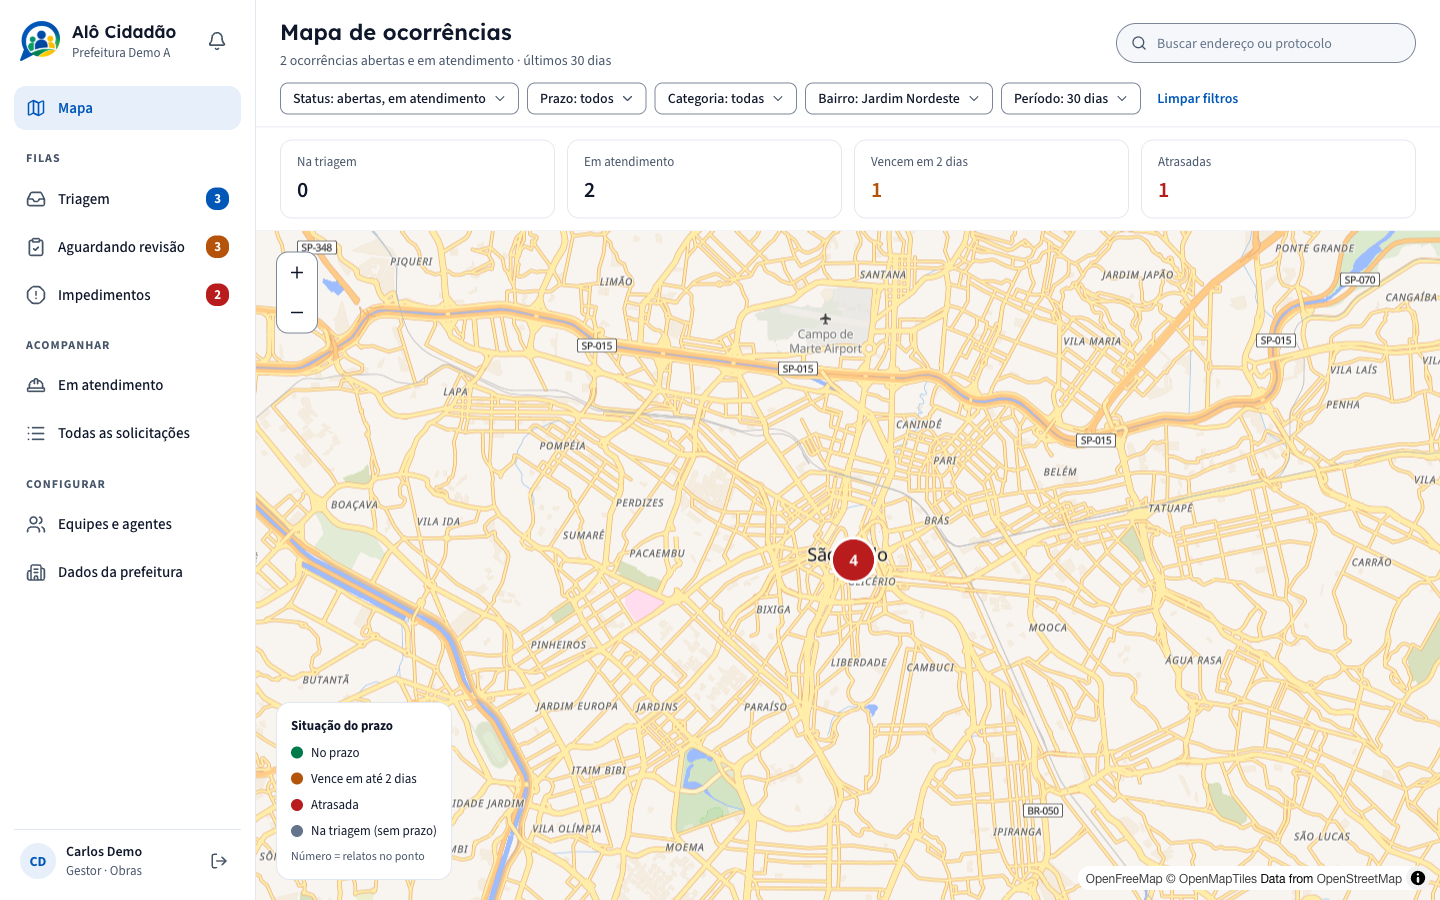 Alô Cidadão
Prefeitura Demo A
Mapa
FILAS
Triagem 3
Aguardando revisão 3
Impedimentos 2
ACOMPANHAR
Em atendimento
Todas as solicitações
CONFIGURAR
Equipes e agentes
Dados da prefeitura
CD
Carlos Demo
Gestor · Obras
Mapa de ocorrências
2 ocorrências abertas e em atendimento · últimos 30 dias
Buscar endereço ou protocolo
Status: abertas, em atendimento
Prazo: todos
Categoria: todas
Bairro: Jardim Nordeste
Período: 30 dias
Limpar filtros
Na triagem
0
Em atendimento
2
Vencem em 2 dias
1
Atrasadas
1
+
−
SP-348
PIQUERI
LIMÃO
SANTANA
JARDIM JAPÃO
PONTE GRANDE
SP-070
CANGAÍBA
Campo de
Marte Airport
SP-015
SP-015
SP-015
SP-015
VILA MARIA
VILA LAÍS
PENHA
LAPA
CANINDÉ
POMPÉIA
PARI
BELÉM
VILA
BOAÇAVA
VILA IDA
PERDIZES
SUMARÉ
BRÁS
TATUAPÉ
PACAEMBU
4
CARRÃO
BIXIGA
MOOCA
PINHEIROS
LIBERDADE
CAMBUCI
ÁGUA RASA
BUTANTÃ
JARDIM EUROPA
JARDINS
PARAÍSO
ITAIM BIBI
IDADE JARDIM
VILA OLÍMPIA
MOEMA
BR-050
IPIRANGA
SÃO LUCAS
Situação do prazo
No prazo
Vence em até 2 dias
Atrasada
Na triagem (sem prazo)
Número = relatos no ponto
OpenFreeMap © OpenMapTiles Data from OpenStreetMap